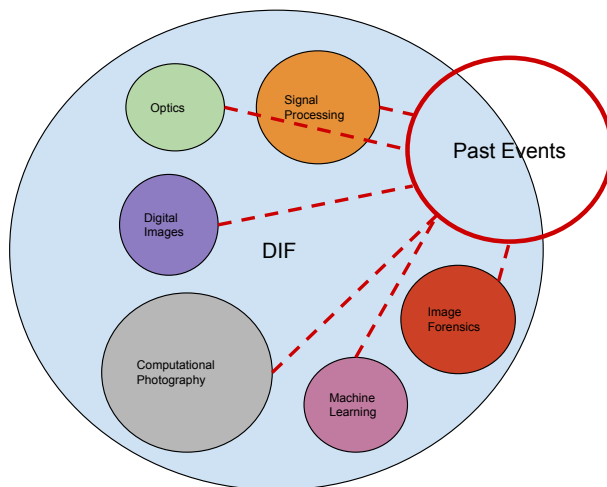 Optics
Signal
Processing
Past Events
Digital
Images
DIF
Image
Forensics
Computational
Photography
Machine
Learning